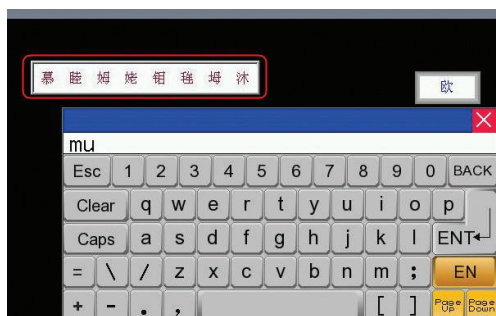 慕 睦 姆 姥 钼 毪 坶 沐
欧
mu
Esc 1 2 3 4 5 6 7 8 9 0 BACK
Clear q w e r t y u i o p
Caps a s d f g h j k l ENT
= \ / z x c v b n m ; EN
+ - . , [ ] Page Up Page Down